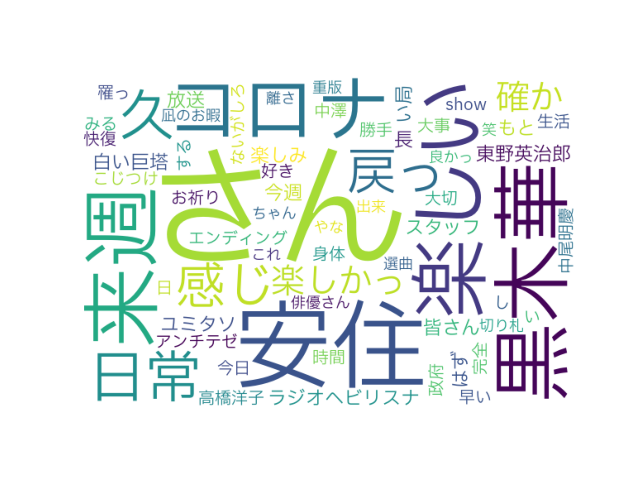 罹っ
放送
コロナ
重版
離さ
中澤
い局
show
確か
みる
快復
久
凪のお暇
ないがしろ
勝手
大事
笑
もと
生活
白い巨塔
する
楽しみ
戻っ
長
良かっ
東野英治郎
こじつけ
さん
好き
今週
大切
楽しい
黒木華
中尾明慶
お祈り
ちゃん
出来
来週
エンディング
やな
スタッフ
これ
身体
選曲
日
感じ
楽しかっ
俳優さん
し
い
ユミタソ
安住
皆さん
切り札
アンチテゼ
時間
はず
完全
日常
今日
政府
早い
高橋洋子
ラジオヘビリスナ